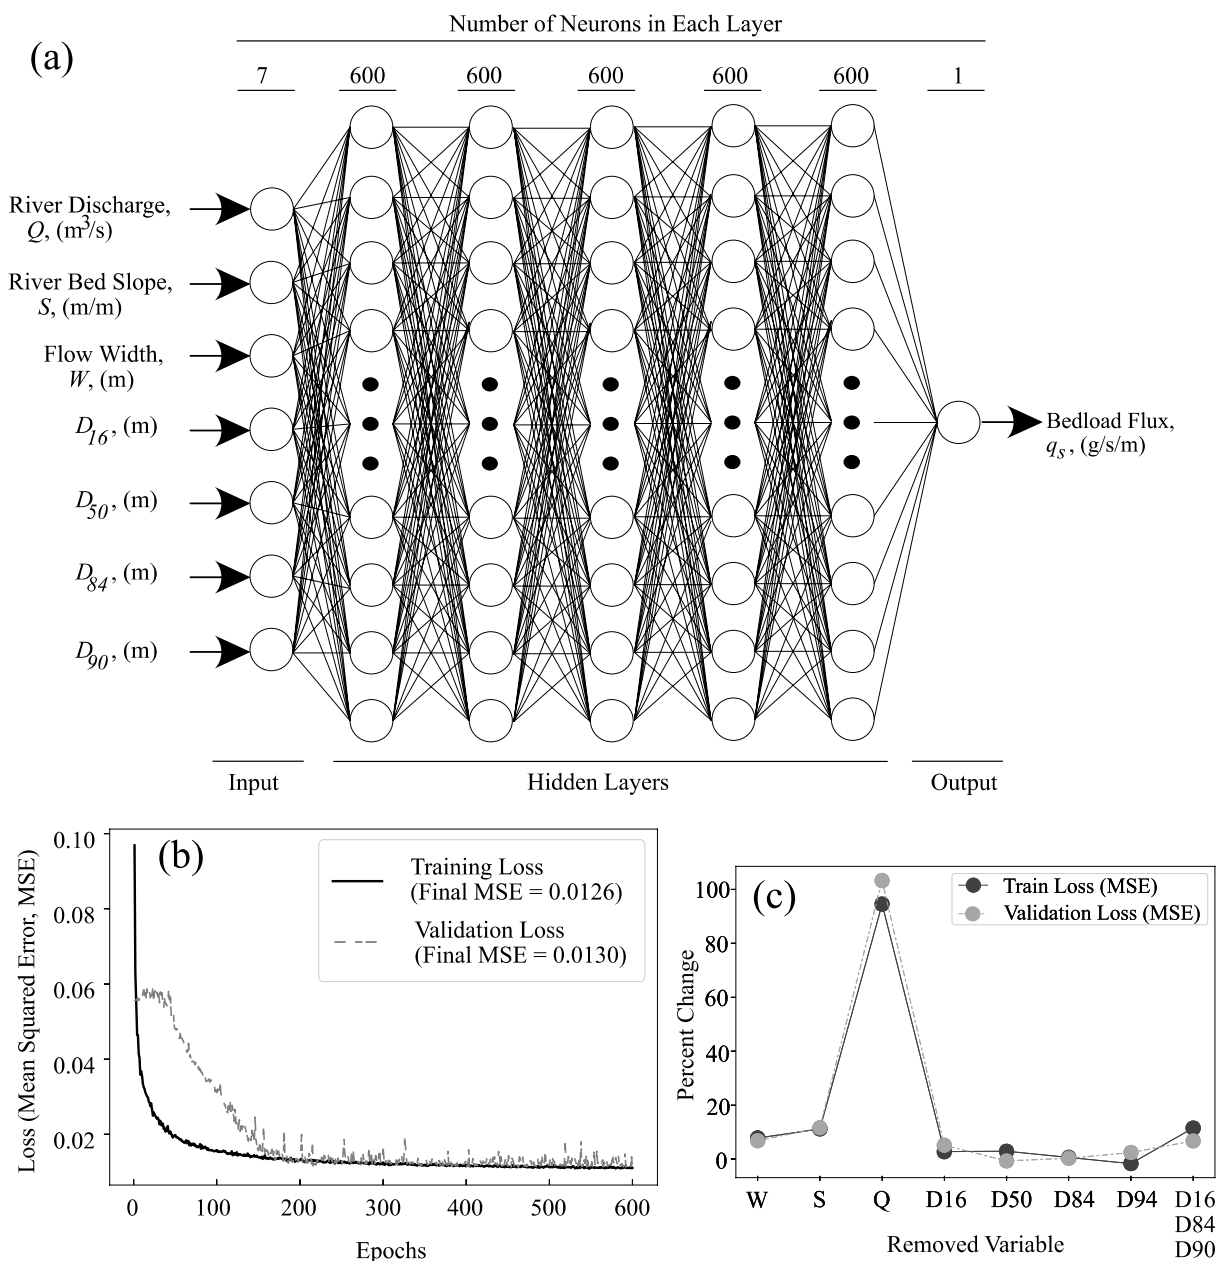 Number of Neurons in Each Layer
(a)
7 600 600 600 600 600 1
River Discharge,
Q, (m³/s)
River Bed Slope,
S, (m/m)
Flow Width,
W, (m)
D16, (m)
D50, (m)
D84, (m)
D90, (m)
Bedload Flux,
qs, (g/s/m)
Input Hidden Layers Output
(b)
Loss (Mean Squared Error, MSE)
0.10
0.08
0.06
0.04
0.02
Training Loss
(Final MSE = 0.0126)
Validation Loss
(Final MSE = 0.0130)
0 100 200 300 400 500 600
Epochs
(c)
Percent Change
100
80
60
40
20
0
Train Loss (MSE)
Validation Loss (MSE)
W S Q D16 D50 D84 D94 D16
D84
D90
Removed Variable